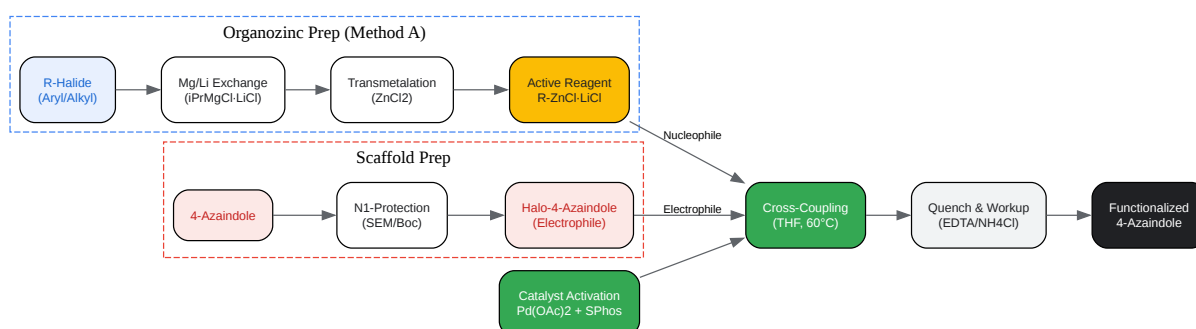 Organozinc Prep (Method A)
R-Halide
(Aryl/Alkyl)
Mg/Li Exchange
(iPrMgCl·LiCl)
Transmetalation
(ZnCl2)
Active Reagent
R-ZnCl·LiCl
Nucleophile
Scaffold Prep
4-Azaindole
N1-Protection
(SEM/Boc)
Halo-4-Azaindole
(Electrophile)
Electrophile
Cross-Coupling
(THF, 60°C)
Quench & Workup
(EDTA/NH4Cl)
Functionalized
4-Azaindole
Catalyst Activation
Pd(OAc)2 + SPhos